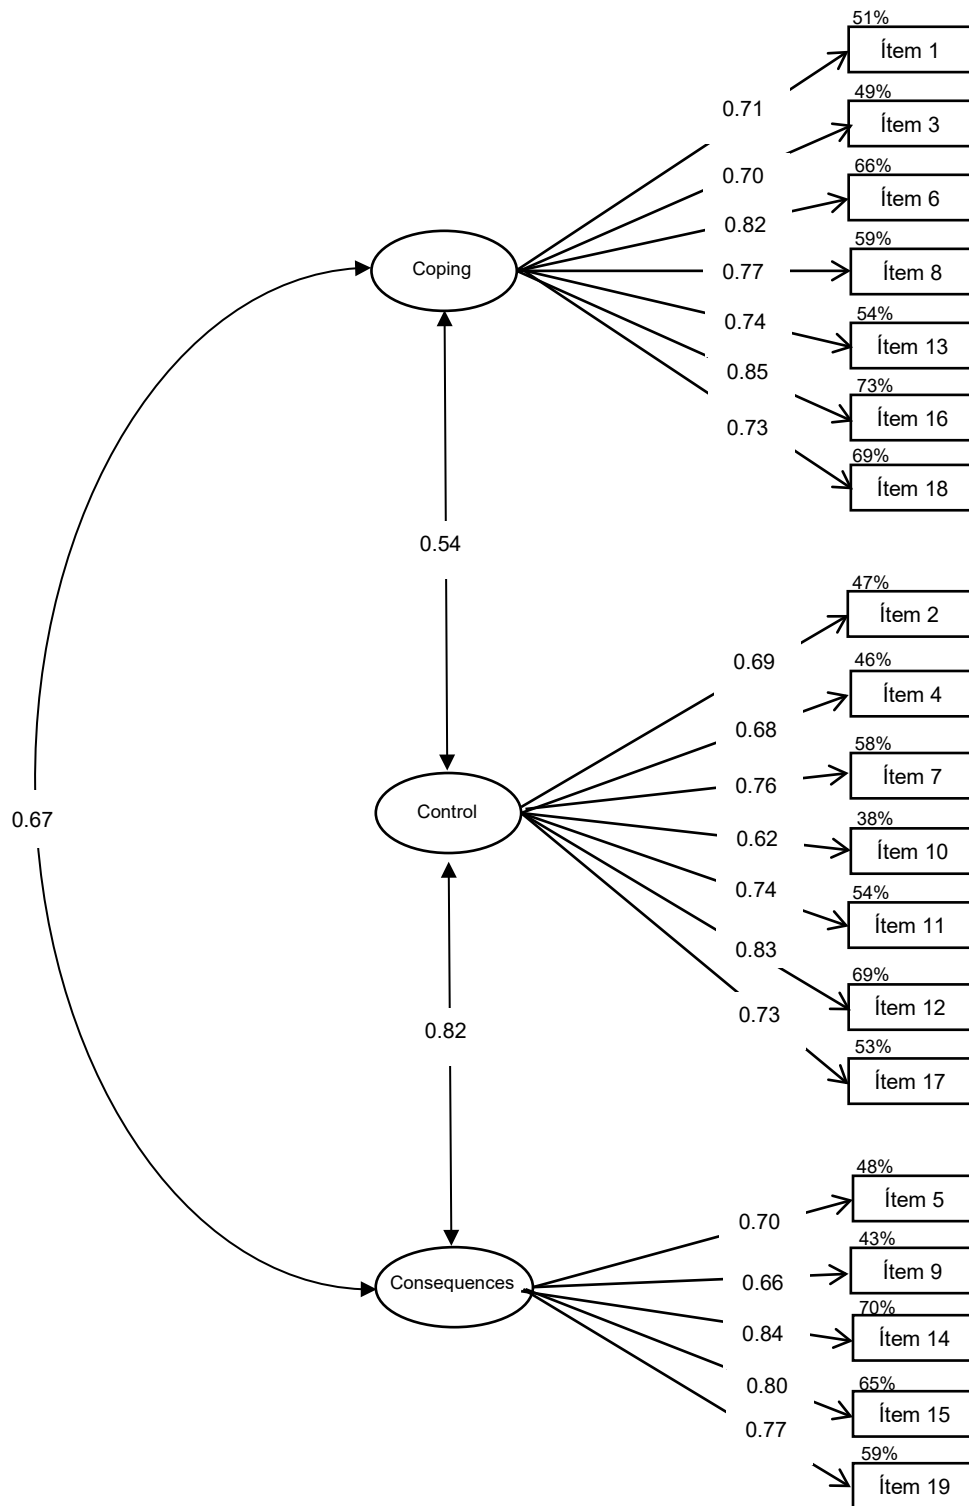 51%
Ítem 1
0.71
49%
Ítem 3
0.70
66%
Ítem 6
0.82
59%
Coping
0.77
Ítem 8
0.74
54%
Ítem 13
0.85
73%
Ítem 16
0.73
69%
Ítem 18
0.54
47%
Ítem 2
0.69
46%
Ítem 4
0.68
58%
Ítem 7
0.76
0.67
Control
38%
0.62
Ítem 10
0.74
54%
Ítem 11
0.83
69%
Ítem 12
0.73
0.82
53%
Ítem 17
48%
Ítem 5
0.70
43%
Ítem 9
Consequences
0.66
70%
0.84
Ítem 14
0.80
65%
Ítem 15
0.77
59%
Ítem 19